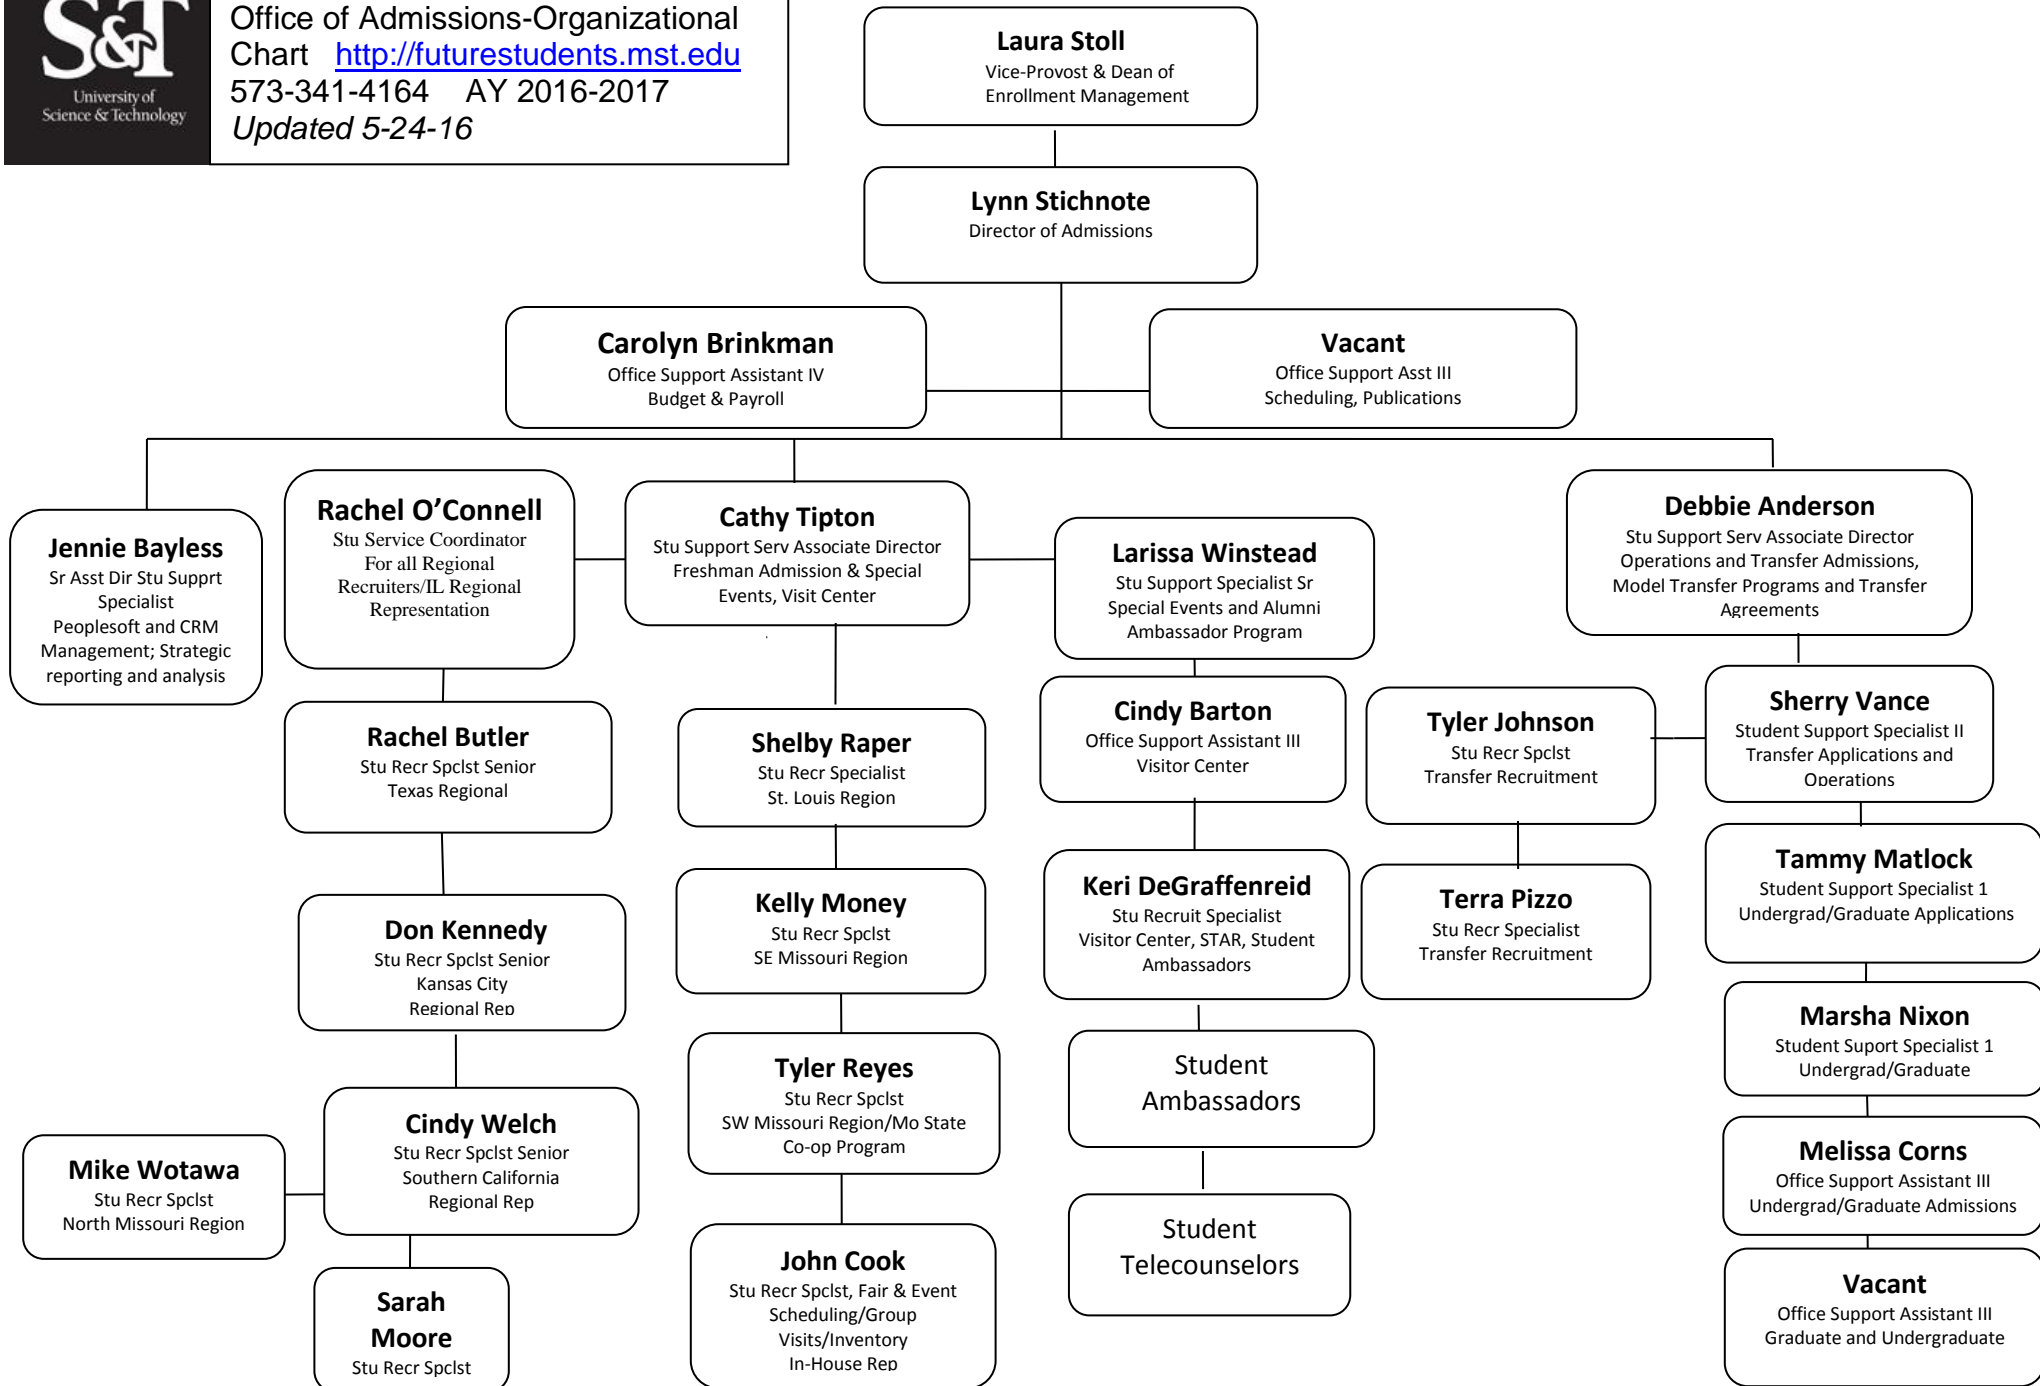 S&T
University of
Science & Technology
Office of Admissions-Organizational
Chart http://futurestudents.mst.edu
573-341-4164 AY 2016-2017
Updated 5-24-16
Laura Stoll
Vice-Provost & Dean of
Enrollment Management
Lynn Stichnote
Director of Admissions
Carolyn Brinkman
Office Support Assistant IV
Budget & Payroll
Vacant
Office Support Asst III
Scheduling, Publications
Jennie Bayless
Sr Asst Dir Stu Supprt
Specialist
Peoplesoft and CRM
Management; Strategic
reporting and analysis
Rachel O’Connell
Stu Service Coordinator
For all Regional
Recruiters/IL Regional
Representation
Cathy Tipton
Stu Support Serv Associate Director
Freshman Admission & Special
Events, Visit Center
Larissa Winstead
Stu Support Specialist Sr
Special Events and Alumni
Ambassador Program
Debbie Anderson
Stu Support Serv Associate Director
Operations and Transfer Admissions,
Model Transfer Programs and Transfer
Agreements
Rachel Butler
Stu Recr Spclst Senior
Texas Regional
Shelby Raper
Stu Recr Specialist
St. Louis Region
Cindy Barton
Office Support Assistant III
Visitor Center
Tyler Johnson
Stu Recr Spclst
Transfer Recruitment
Sherry Vance
Student Support Specialist II
Transfer Applications and
Operations
Don Kennedy
Stu Recr Spclst Senior
Kansas City
Regional Rep
Kelly Money
Stu Recr Spclst
SE Missouri Region
Keri DeGraffenreid
Stu Recruit Specialist
Visitor Center, STAR, Student
Ambassadors
Terra Pizzo
Stu Recr Specialist
Transfer Recruitment
Tammy Matlock
Student Support Specialist 1
Undergrad/Graduate Applications
Marsha Nixon
Student Suport Specialist 1
Undergrad/Graduate
Tyler Reyes
Stu Recr Spclst
SW Missouri Region/Mo State
Co-op Program
Student
Ambassadors
Cindy Welch
Stu Recr Spclst Senior
Southern California
Regional Rep
Mike Wotawa
Stu Recr Spclst
North Missouri Region
Melissa Corns
Office Support Assistant III
Undergrad/Graduate Admissions
Student
Telecounselors
John Cook
Stu Recr Spclst, Fair & Event
Scheduling/Group
Visits/Inventory
In-House Rep
Sarah
Moore
Stu Recr Spclst
Vacant
Office Support Assistant III
Graduate and Undergraduate